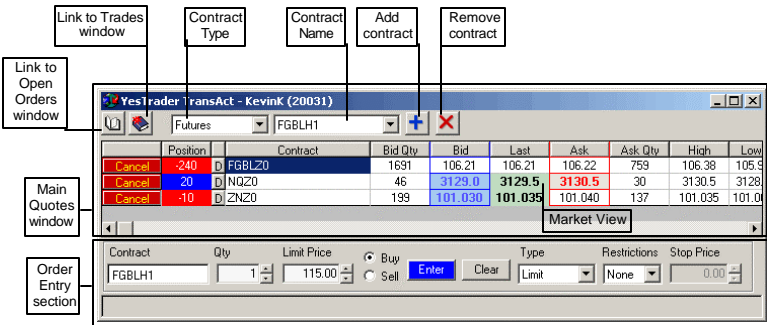 Link to Trades window
Contract Type
Contract Name
Add contract
Remove contract
Link to Open Orders window
YesTrader TransAct - KevinK (20031)
Futures FGBLH1
Position Contract Bid Qty Bid Last Ask Ask Qty High Low
Cancel -240 D FGBLZ0 1691 106.21 106.21 106.22 759 106.38 105.9
Cancel 20 D NQZ0 46 3129.0 3129.5 3130.5 30 3130.5 3128.
Cancel -10 D ZNZ0 199 101.030 101.035 101.040 137 101.035 101.0
Main Quotes window
Market View
Contract Qty Limit Price Buy Type Restrictions Stop Price
FGBLH1 1 115.00 Sell Enter Clear Limit None 0.00
Order Entry section